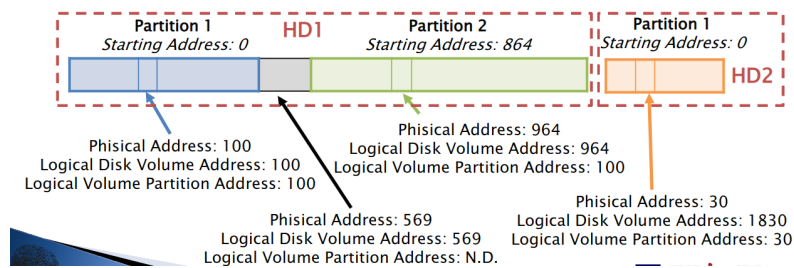 Partition 1
Starting Address: 0
HD1
Partition 2
Starting Address: 864
Partition 1
Starting Address: 0
HD2
Phisical Address: 100
Logical Disk Volume Address: 100
Logical Volume Partition Address: 100
Phisical Address: 964
Logical Disk Volume Address: 964
Logical Volume Partition Address: 100
Phisical Address: 569
Logical Disk Volume Address: 569
Logical Volume Partition Address: N.D.
Phisical Address: 30
Logical Disk Volume Address: 1830
Logical Volume Partition Address: 30